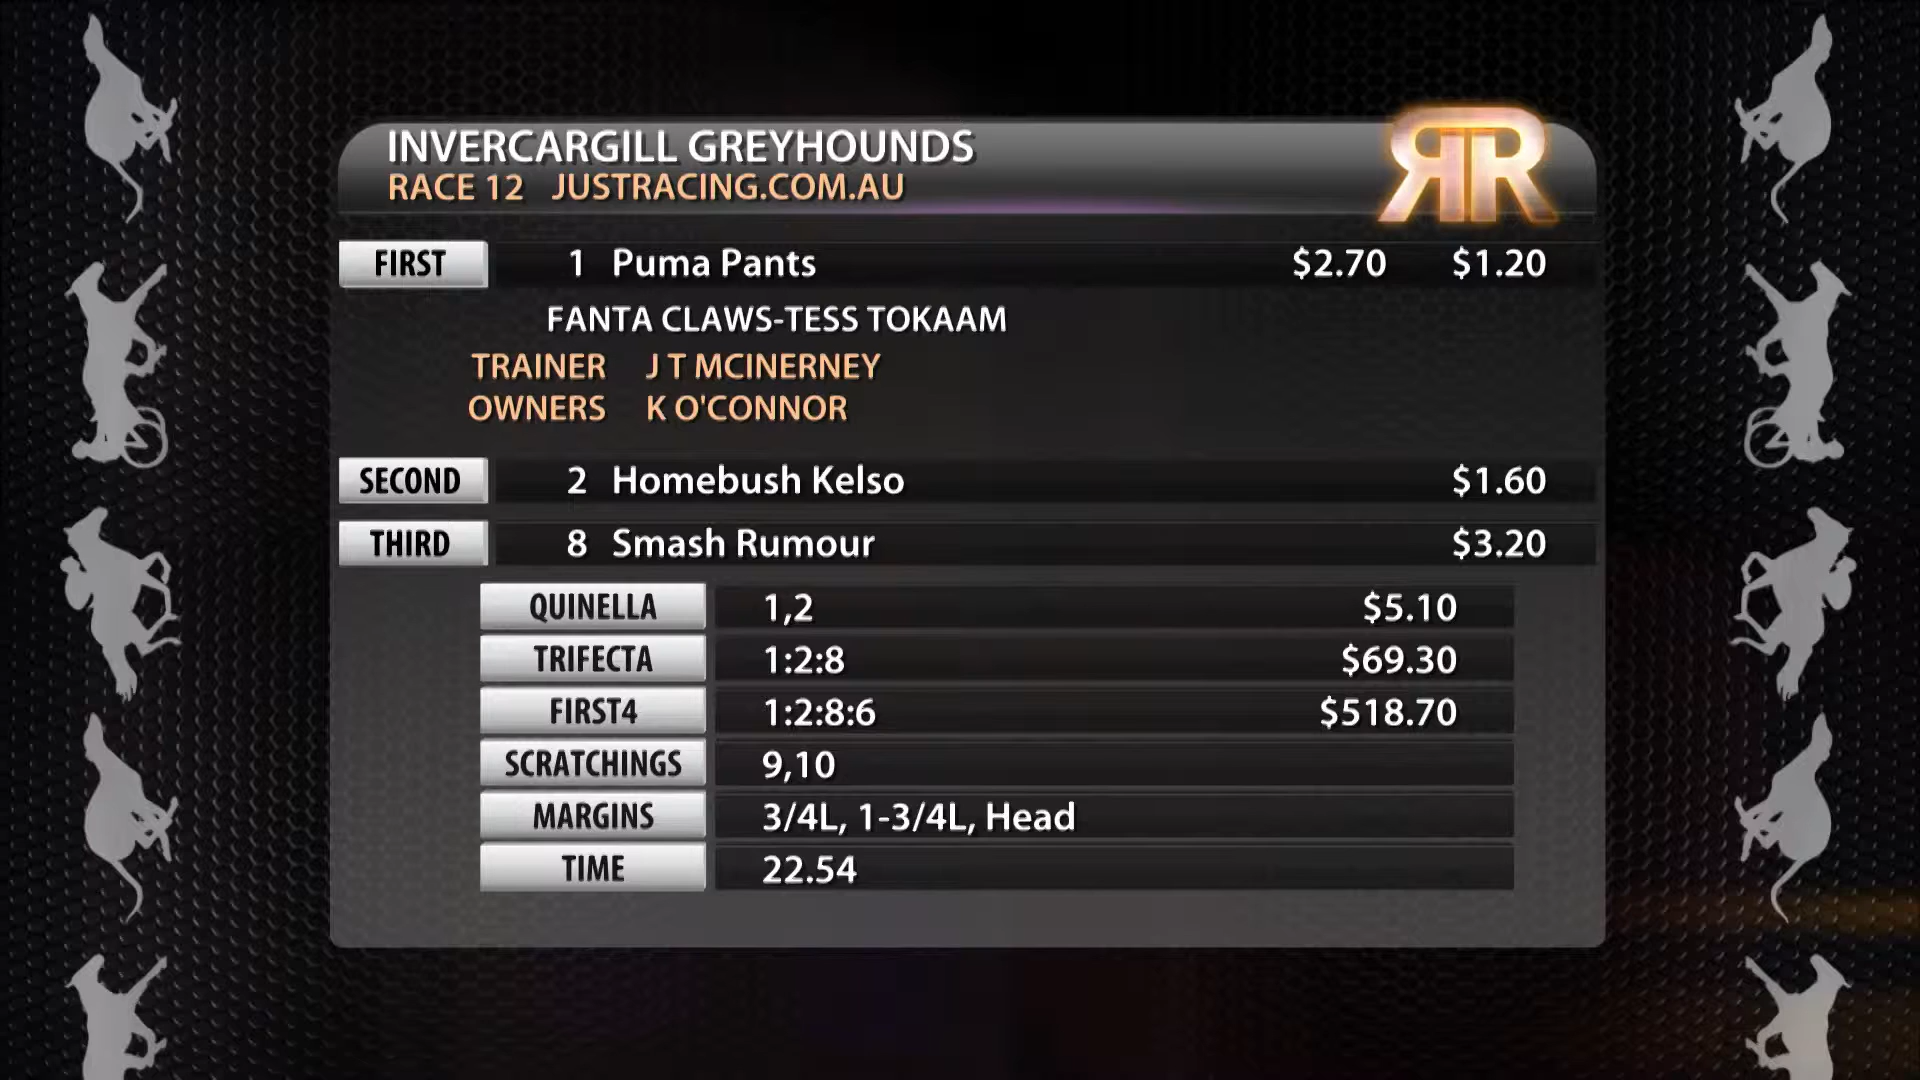 INVERCARGILL GREYHOUNDS
RACE 12 JUSTRACING.COM.AU
RR
FIRST 1 Puma Pants $2.70 $1.20
FANTA CLAWS-TESS TOKAAM
TRAINER J T MCINERNEY
OWNERS K O'CONNOR
SECOND 2 Homebush Kelso $1.60
THIRD 8 Smash Rumour $3.20
QUINELLA 1,2 $5.10
TRIFECTA 1:2:8 $69.30
FIRST4 1:2:8:6 $518.70
SCRATCHINGS 9,10
MARGINS 3/4L, 1-3/4L, Head
TIME 22.54